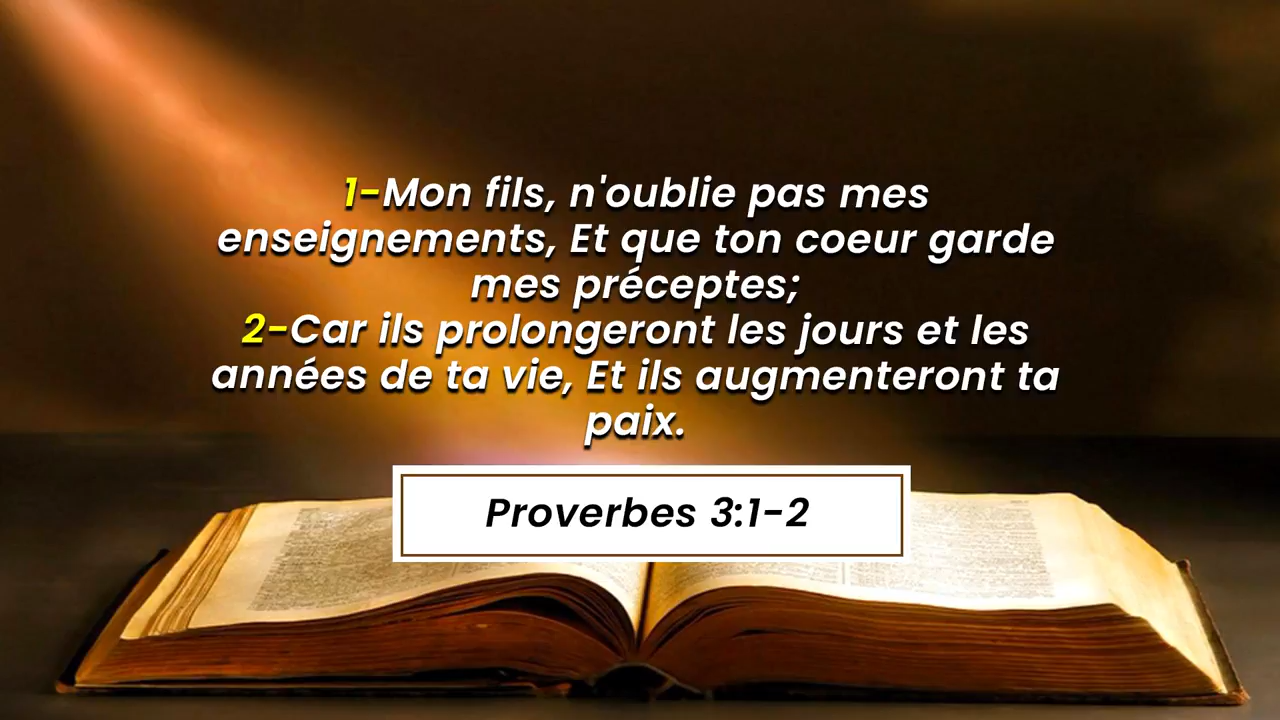 1-Mon fils, n'oublie pas mes
enseignements, Et que ton coeur garde
mes préceptes;
2-Car ils prolongeront les jours et les
années de ta vie, Et ils augmenteront ta
paix.
Proverbes 3:1-2